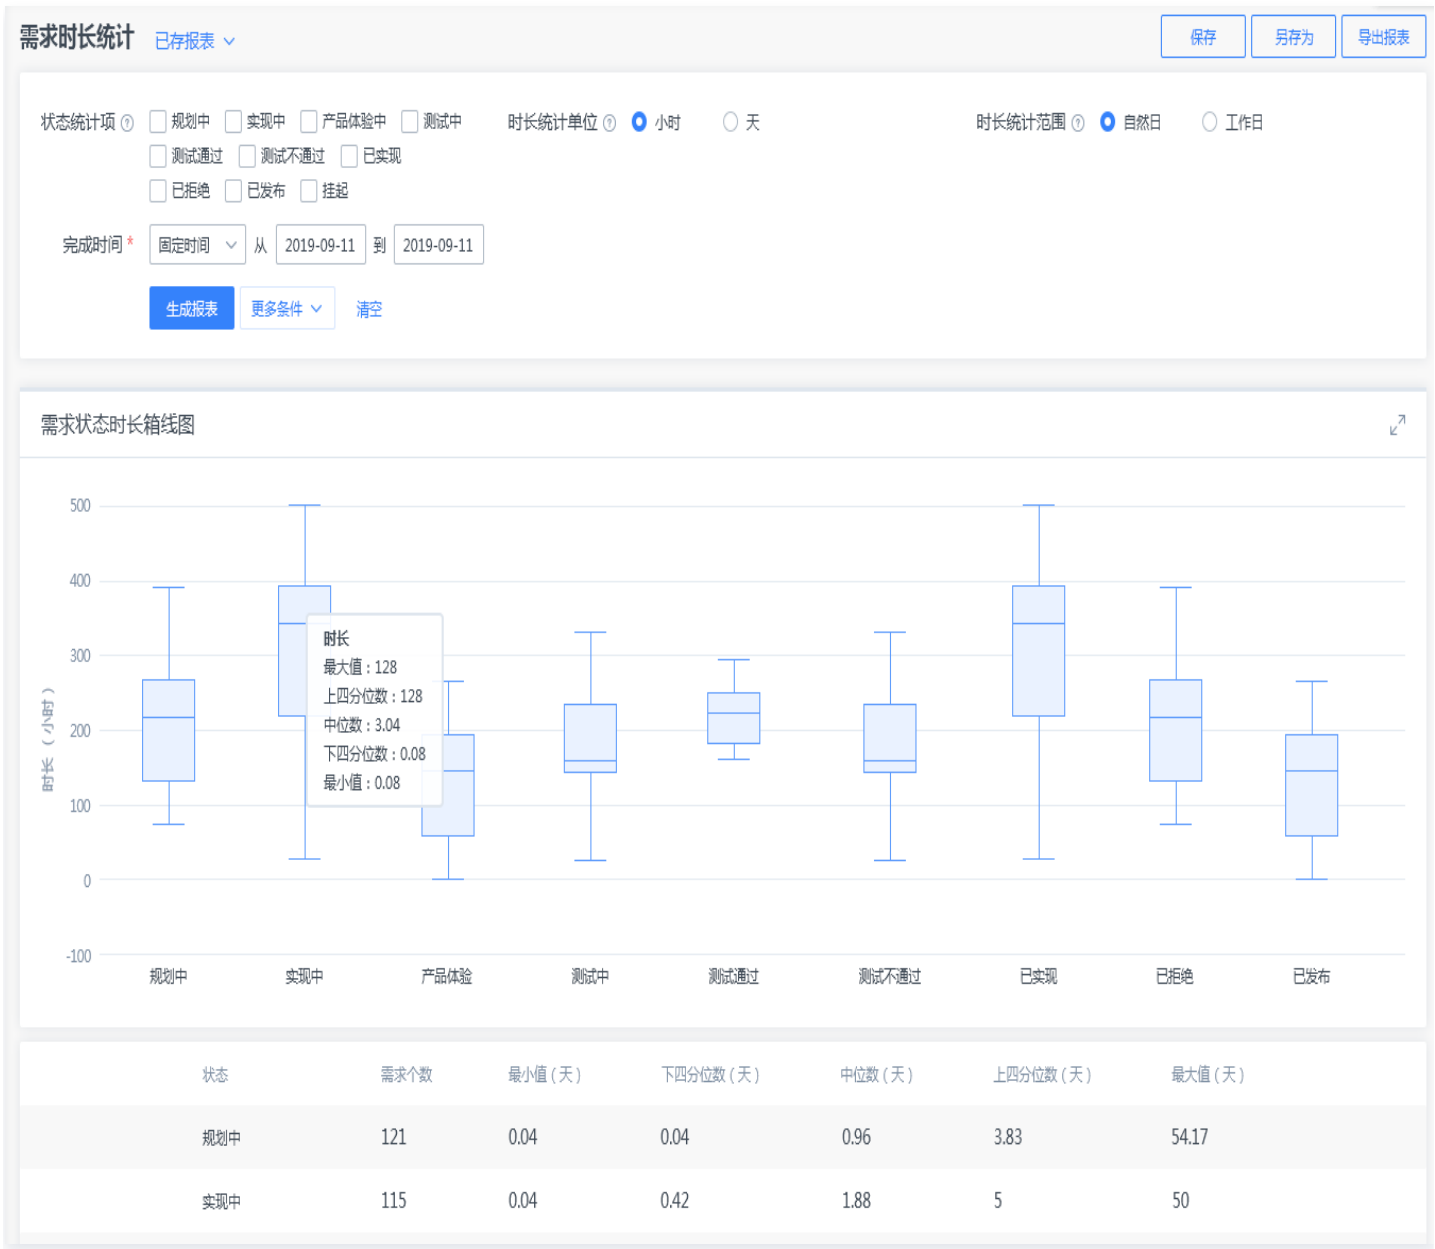 需求时长统计 已存报表 保存 另存为 导出报表
状态统计项 规划中 实现中 产品体验中 测试中 时长统计单位 小时 天 时长统计范围 自然日 工作日
测试通过 测试不通过 已实现
已拒绝 已发布 挂起
完成时间* 固定时间 从 2019-09-11 到 2019-09-11
生成报表 更多条件 清空
需求状态时长箱线图
500
400
300
200
100
0
-100
时长（小时）
时长
最大值：128
上四分位数：128
中位数：3.04
下四分位数：0.08
最小值：0.08
规划中 实现中 产品体验 测试中 测试通过 测试不通过 已实现 已拒绝 已发布
状态 需求个数 最小值（天） 下四分位数（天） 中位数（天） 上四分位数（天） 最大值（天）
规划中 121 0.04 0.04 0.96 3.83 54.17
实现中 115 0.04 0.42 1.88 5 50